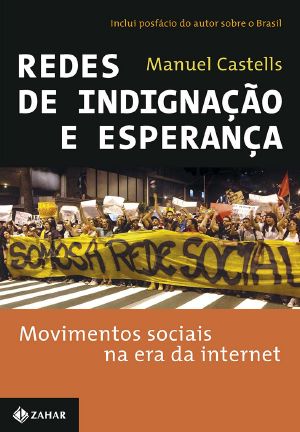 Inclui posfácio do autor sobre o Brasil
REDES Manuel Castells
DE INDIGNAÇÃO
E ESPERANÇA
SOMOS A REDE SOCIAL
Movimentos sociais
na era da internet
ZAHAR